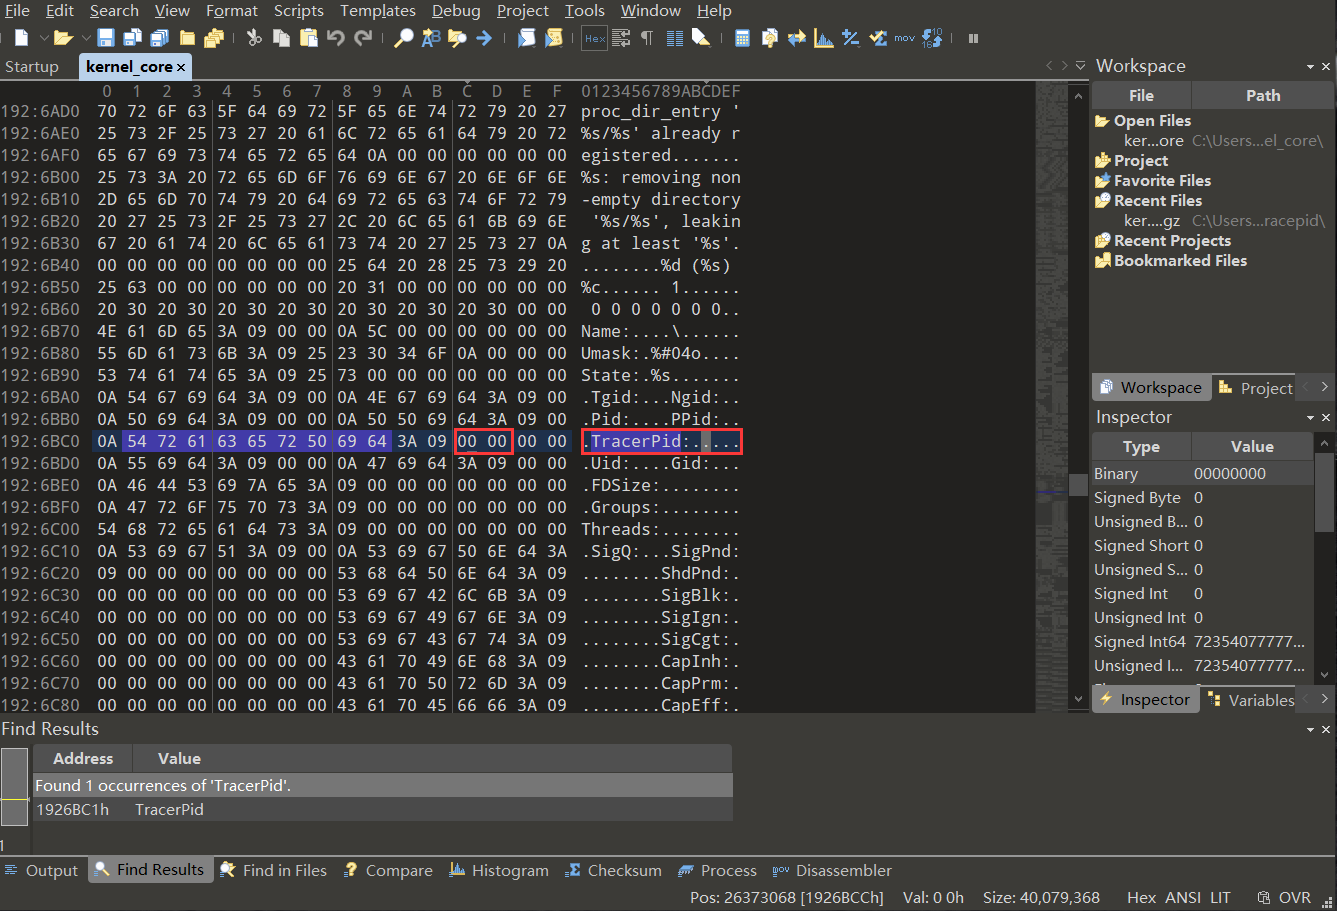 File Edit Search View Format Scripts Templates Debug Project Tools Window Help
Startup kernel_core ×
0 1 2 3 4 5 6 7 8 9 A B C D E F 0123456789ABCDEF
192:6AD0 70 72 6F 63 5F 64 69 72 5F 65 6E 74 72 79 20 27 proc_dir_entry '
192:6AE0 25 73 2F 25 73 27 20 61 6C 72 65 61 64 79 20 72 %s/%s' already r
192:6AF0 65 67 69 73 74 65 72 65 64 0A 00 00 00 00 00 00 egistered.......
192:6B00 25 73 3A 20 72 65 6D 6F 76 69 6E 67 20 6E 6F 6E %s: removing non
192:6B10 2D 65 6D 70 74 79 20 64 69 72 65 63 74 6F 72 79 -empty directory
192:6B20 20 27 25 73 2F 25 73 27 2C 20 6C 65 61 6B 69 6E '%s/%s', leakin
192:6B30 67 20 61 74 20 6C 65 61 73 74 20 27 25 73 27 0A g at least '%s'.
192:6B40 00 00 00 00 00 00 00 00 25 64 20 28 25 73 29 20 ........%d (%s)
192:6B50 25 63 00 00 00 00 00 00 20 31 00 00 00 00 00 00 %c...... 1......
192:6B60 20 30 20 30 20 30 20 30 20 30 20 30 20 30 00 00 0 0 0 0 0 0 0..
192:6B70 4E 61 6D 65 3A 09 00 00 0A 5C 00 00 00 00 00 00 Name:....\......
192:6B80 55 6D 61 73 6B 3A 09 25 23 30 34 6F 0A 00 00 00 Umask:.%#04o....
192:6B90 53 74 61 74 65 3A 09 25 73 00 00 00 00 00 00 00 State:.%s.......
192:6BA0 0A 54 67 69 64 3A 09 00 0A 4E 67 69 64 3A 09 00 .Tgid:...Ngid:..
192:6BB0 0A 50 69 64 3A 09 00 00 0A 50 50 69 64 3A 09 00 .Pid:....PPid:..
192:6BC0 0A 54 72 61 63 65 72 50 69 64 3A 09 00 00 00 00 .TracerPid:.....
192:6BD0 0A 55 69 64 3A 09 00 00 0A 47 69 64 3A 09 00 00 .Uid:....Gid:...
192:6BE0 0A 46 44 53 69 7A 65 3A 09 00 00 00 00 00 00 00 .FDSize:........
192:6BF0 0A 47 72 6F 75 70 73 3A 09 00 00 00 00 00 00 00 .Groups:........
192:6C00 54 68 72 65 61 64 73 3A 09 00 00 00 00 00 00 00 Threads:........
192:6C10 0A 53 69 67 51 3A 09 00 0A 53 69 67 50 6E 64 3A .SigQ:...SigPnd:
192:6C20 09 00 00 00 00 00 00 00 53 68 64 50 6E 64 3A 09 ........ShdPnd:.
192:6C30 00 00 00 00 00 00 00 00 53 69 67 42 6C 6B 3A 09 ........SigBlk:.
192:6C40 00 00 00 00 00 00 00 00 53 69 67 49 67 6E 3A 09 ........SigIgn:.
192:6C50 00 00 00 00 00 00 00 00 53 69 67 43 67 74 3A 09 ........SigCgt:.
192:6C60 00 00 00 00 00 00 00 00 43 61 70 49 6E 68 3A 09 ........CapInh:.
192:6C70 00 00 00 00 00 00 00 00 43 61 70 50 72 6D 3A 09 ........CapPrm:.
192:6C80 00 00 00 00 00 00 00 00 43 61 70 45 66 66 3A 09 ........CapEff:.
Workspace
File Path
Open Files
ker...ore C:\Users...el_core\
Project
Favorite Files
Recent Files
ker....gz C:\Users...racepid\
Recent Projects
Bookmarked Files
Workspace Project
Inspector
Type Value
Binary 00000000
Signed Byte 0
Unsigned B... 0
Signed Short 0
Unsigned S... 0
Signed Int 0
Unsigned Int 0
Signed Int64 72354077777...
Unsigned I... 72354077777...
Inspector Variables
Find Results
Address Value
Found 1 occurrences of 'TracerPid'.
1926BC1h TracerPid
1
Output Find Results Find in Files Compare Histogram Checksum Process Disassembler
Pos: 26373068 [1926BCCh] Val: 0 0h Size: 40,079,368 Hex ANSI LIT OVR